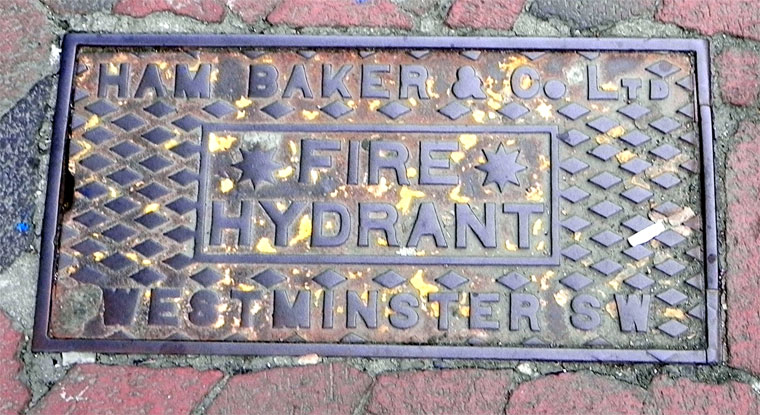 HAM BAKER & Co. LTD
FIRE
HYDRANT
WESTMINSTER SW